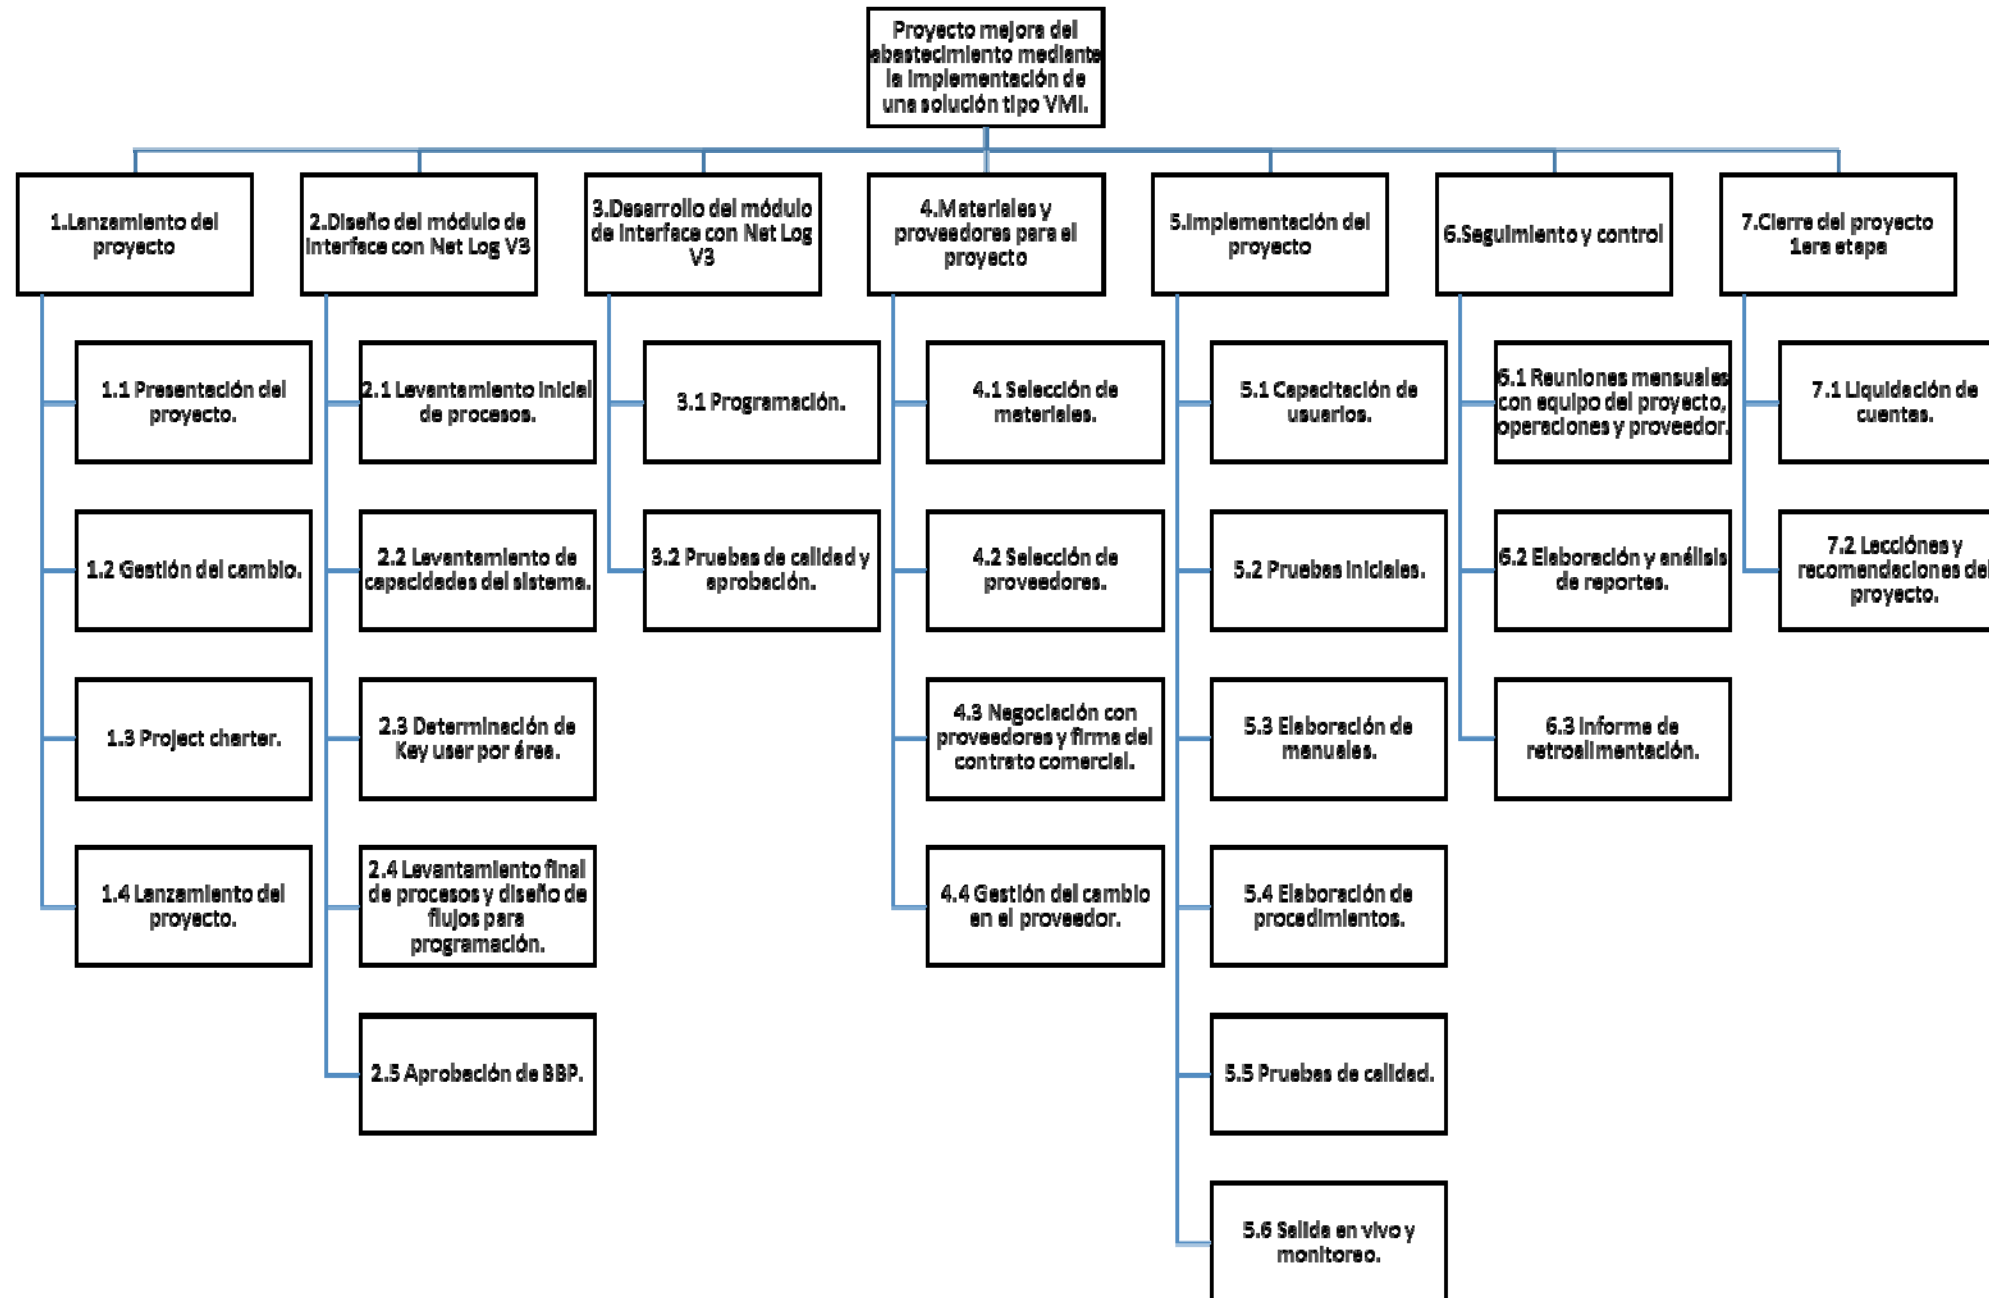 Proyecto mejora del
abastecimiento mediante
la implementación de
una solución tipo VMI.
1.Lanzamiento del
proyecto
2.Diseño del módulo de
interface con Net Log V3
3.Desarrollo del módulo
de interface con Net Log
V3
4.Materiales y
proveedores para el
proyecto
5.Implementación del
proyecto
6.Seguimiento y control
7.Cierre del proyecto
1era etapa
1.1 Presentación del
proyecto.
1.2 Gestión del cambio.
1.3 Project charter.
1.4 Lanzamiento del
proyecto.
2.1 Levantamiento inicial
de procesos.
2.2 Levantamiento de
capacidades del sistema.
2.3 Determinación de
Key user por área.
2.4 Levantamiento final
de procesos y diseño de
flujos para
programación.
2.5 Aprobación de BBP.
3.1 Programación.
3.2 Pruebas de calidad y
aprobación.
4.1 Selección de
materiales.
4.2 Selección de
proveedores.
4.3 Negociación con
proveedores y firma del
contrato comercial.
4.4 Gestión del cambio
en el proveedor.
5.1 Capacitación de
usuarios.
5.2 Pruebas iniciales.
5.3 Elaboración de
manuales.
5.4 Elaboración de
procedimientos.
5.5 Pruebas de calidad.
5.6 Salida en vivo y
monitoreo.
6.1 Reuniones mensuales
con equipo del proyecto,
operaciones y proveedor.
6.2 Elaboración y análisis
de reportes.
6.3 Informe de
retroalimentación.
7.1 Liquidación de
cuentas.
7.2 Lecciónes y
recomendaciones del
proyecto.